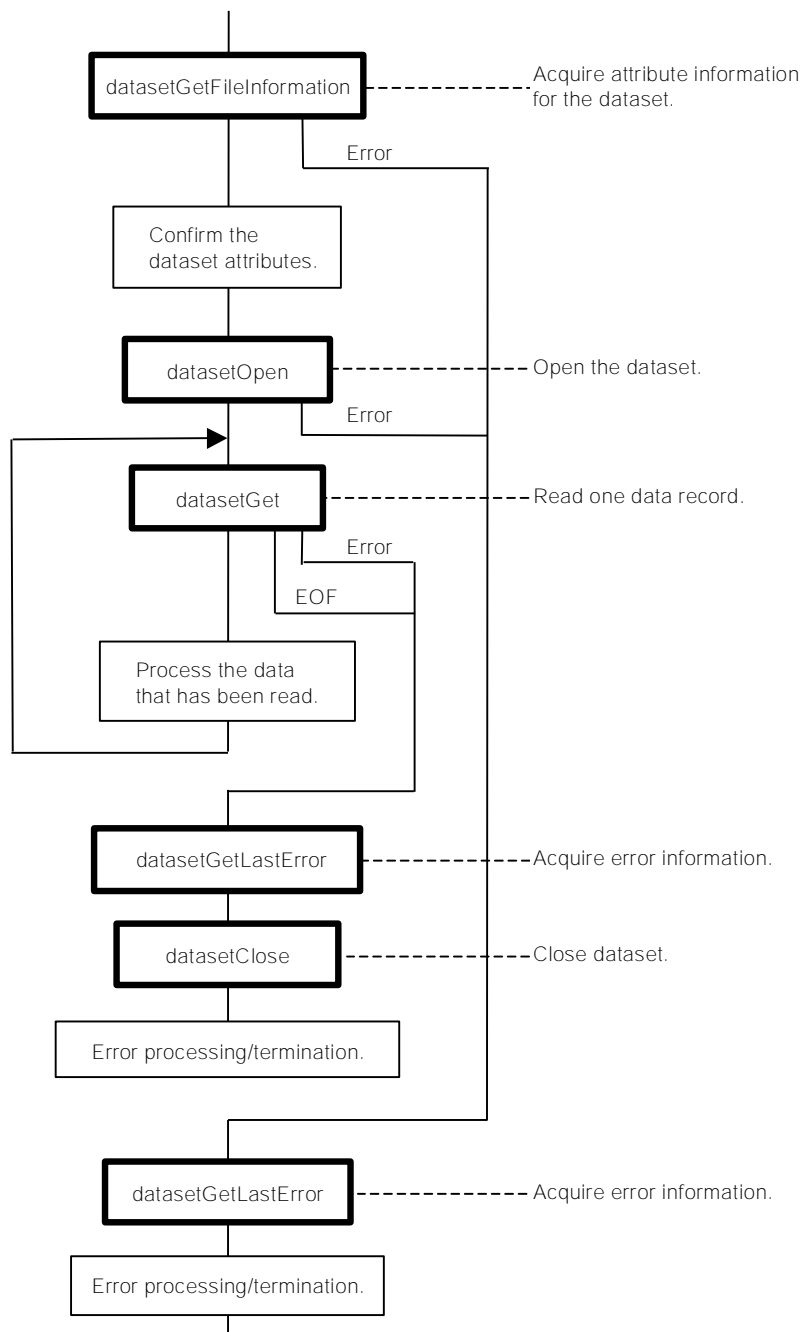 datasetGetFileInformation
Acquire attribute information
for the dataset.
Error
Confirm the
dataset attributes.
datasetOpen
Open the dataset.
Error
datasetGet
Read one data record.
Error
EOF
Process the data
that has been read.
datasetGetLastError
Acquire error information.
datasetClose
Close dataset.
Error processing/termination.
datasetGetLastError
Acquire error information.
Error processing/termination.